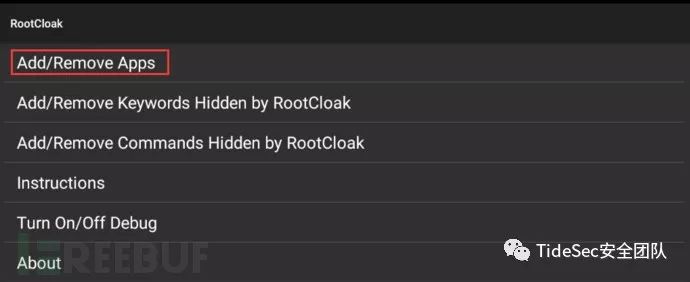 RootCloak
Add/Remove Apps
Add/Remove Keywords Hidden by RootCloak
Add/Remove Commands Hidden by RootCloak
Instructions
Turn On/Off Debug
About
REEBUF
TideSec安全团队